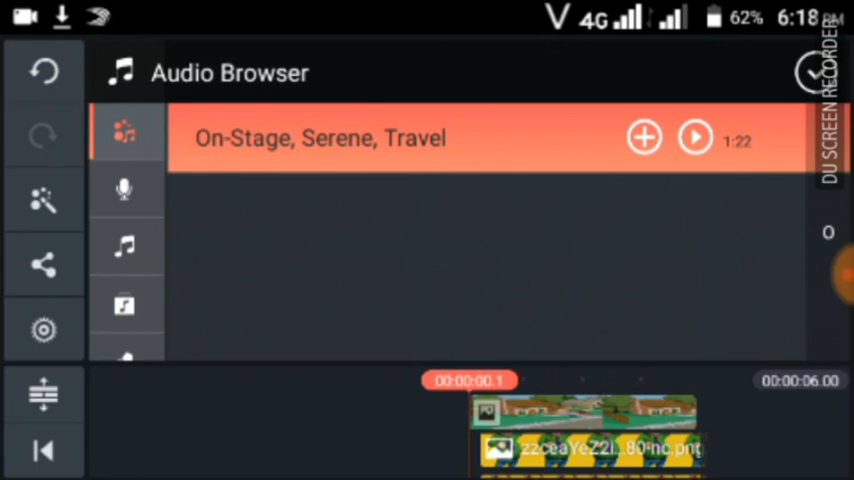 4G 62% 6:18 PM
Audio Browser
On-Stage, Serene, Travel 1:22
DU SCREEN RECORDER
00:00:00.1 00:00:06.00